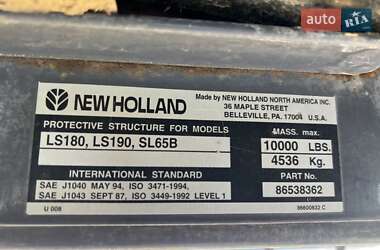 auto RIA
NEW HOLLAND
Made by NEW HOLLAND NORTH AMERICA INC.
36 MAPLE STREET
BELLEVILLE, PA. 17004 U.S.A.
PROTECTIVE STRUCTURE FOR MODELS
LS180, LS190, SL65B
MASS. max.
10000 LBS.
4536 Kg.
INTERNATIONAL STANDARD
SAE J1040 MAY 94, ISO 3471-1994,
SAE J1043 SEPT 87, ISO 3449-1992 LEVEL 1
PART No.
86538362
U 008
86600832 C